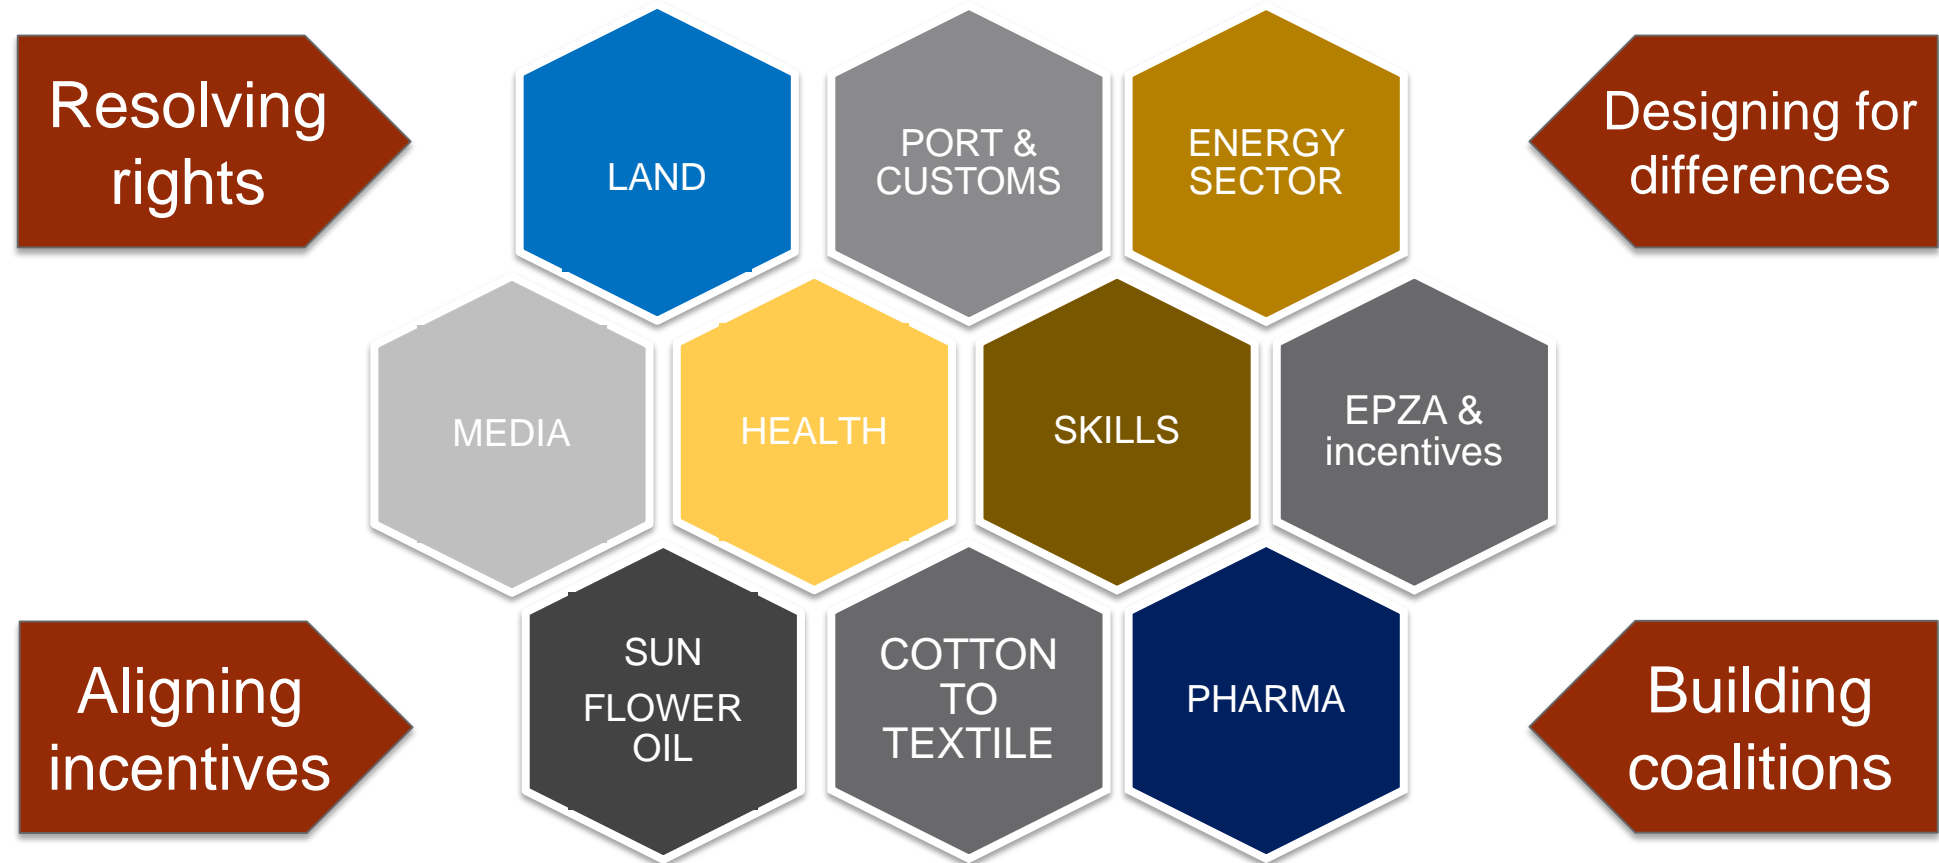 Resolving
rights
LAND
PORT &
CUSTOMS
ENERGY
SECTOR
Designing for
differences
MEDIA
HEALTH
SKILLS
EPZA &
incentives
Aligning
incentives
SUN
FLOWER
OIL
COTTON
TO
TEXTILE
PHARMA
Building
coalitions